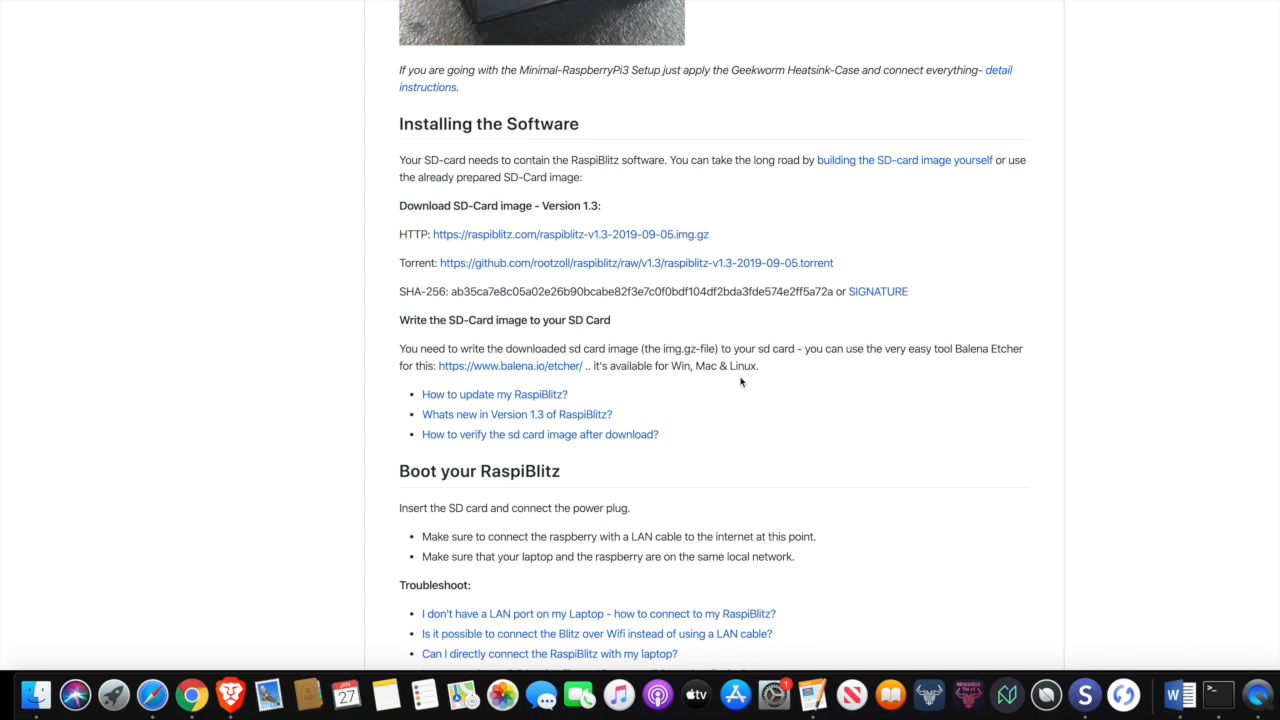 If you are going with the Minimal-RaspberryPi3 Setup just apply the Geekworm Heatsink-Case and connect everything- detail
instructions.
Installing the Software
Your SD-card needs to contain the RaspiBlitz software. You can take the long road by building the SD-card image yourself or use
the already prepared SD-Card image:
Download SD-Card image - Version 1.3:
HTTP: https://raspiblitz.com/raspiblitz-v1.3-2019-09-05.img.gz
Torrent: https://github.com/rootzoll/raspiblitz/raw/v1.3/raspiblitz-v1.3-2019-09-05.torrent
SHA-256: ab35ca7e8c05a02e26b90bcabe82f3e7c0f0bdf104df2bda3fde574e2ff5a72a or SIGNATURE
Write the SD-Card image to your SD Card
You need to write the downloaded sd card image (the img.gz-file) to your sd card - you can use the very easy tool Balena Etcher
for this: https://www.balena.io/etcher/ .. it's available for Win, Mac & Linux.
• How to update my RaspiBlitz?
• Whats new in Version 1.3 of RaspiBlitz?
• How to verify the sd card image after download?
Boot your RaspiBlitz
Insert the SD card and connect the power plug.
• Make sure to connect the raspberry with a LAN cable to the internet at this point.
• Make sure that your laptop and the raspberry are on the same local network.
Troubleshoot:
• I don't have a LAN port on my Laptop - how to connect to my RaspiBlitz?
• Is it possible to connect the Blitz over Wifi instead of using a LAN cable?
• Can I directly connect the RaspiBlitz with my laptop?
JAN
27
tv
1
N
S
W